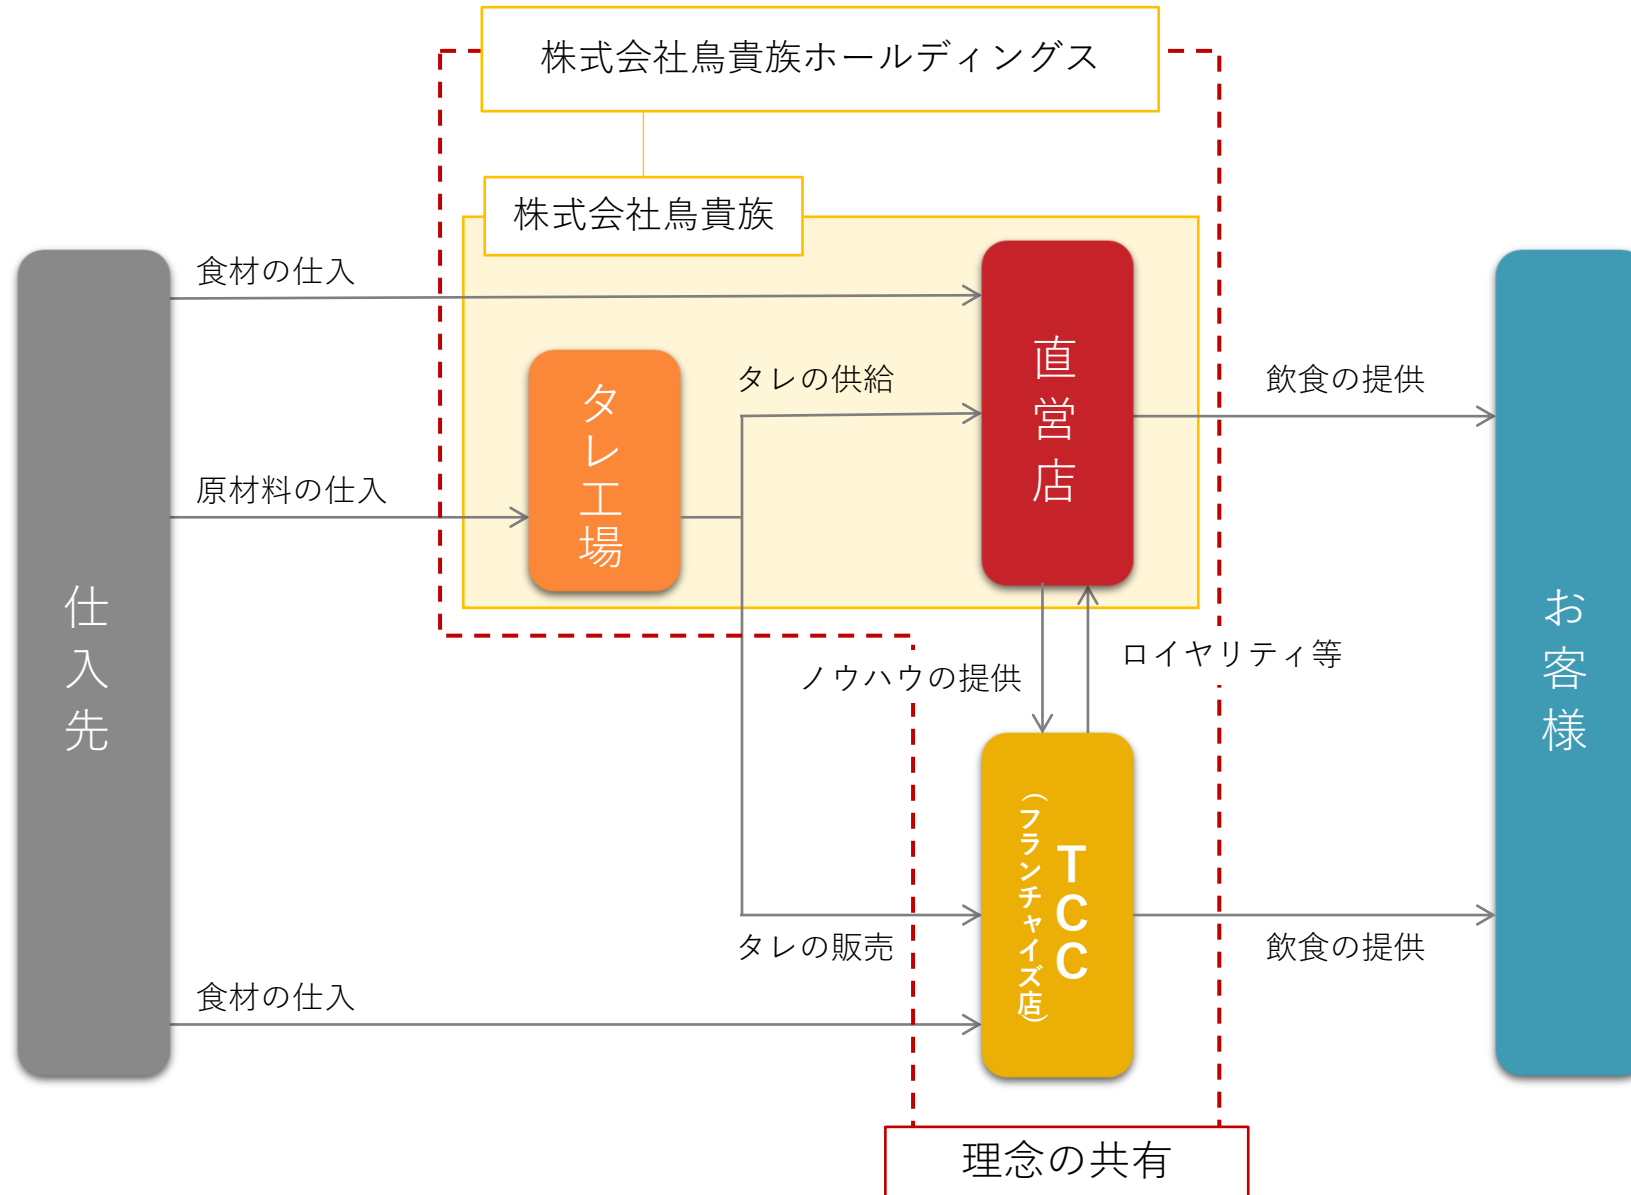 株式会社鳥貴族ホールディングス
株式会社鳥貴族
食材の仕入
タレの供給
飲食の提供
直営店
タレ工場
原材料の仕入
仕入先
お客様
ノウハウの提供
ロイヤリティ等
TCC
（フランチャイズ店）
タレの販売
飲食の提供
食材の仕入
理念の共有